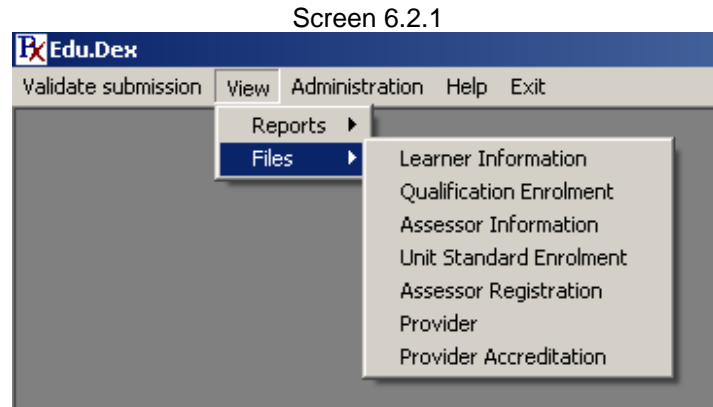 Screen 6.2.1
Edu.Dex
Validate submission View Administration Help Exit
Reports
Files
Learner Information
Qualification Enrolment
Assessor Information
Unit Standard Enrolment
Assessor Registration
Provider
Provider Accreditation